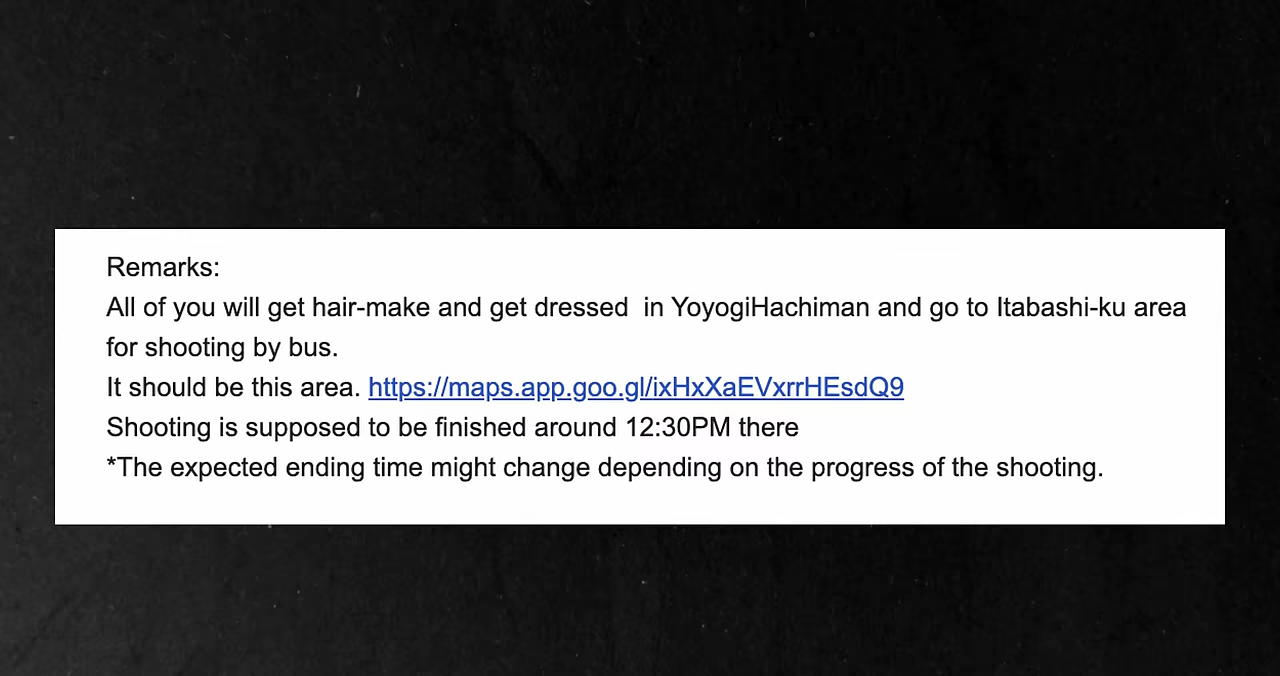 Remarks:
All of you will get hair-make and get dressed  in YoyogiHachiman and go to Itabashi-ku area
for shooting by bus.
It should be this area. https://maps.app.goo.gl/ixHxXaEVxrrHEsdQ9
Shooting is supposed to be finished around 12:30PM there
*The expected ending time might change depending on the progress of the shooting.